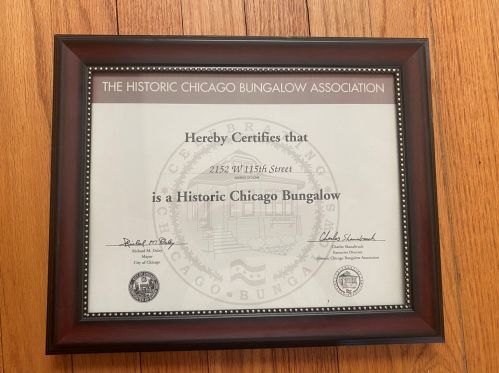 THE HISTORIC CHICAGO BUNGALOW ASSOCIATION
Hereby Certifies that
2152 W 115th Street
is a Historic Chicago Bungalow
Richard M. Daley
Mayor
City of Chicago
Charles Shanabruch
Executive Director
Historic Chicago Bungalow Association